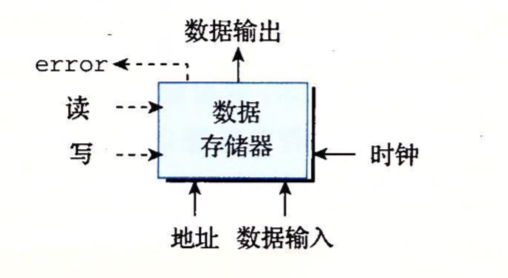 数据输出
error
读
数据
存储器
写
时钟
地址 数据输入